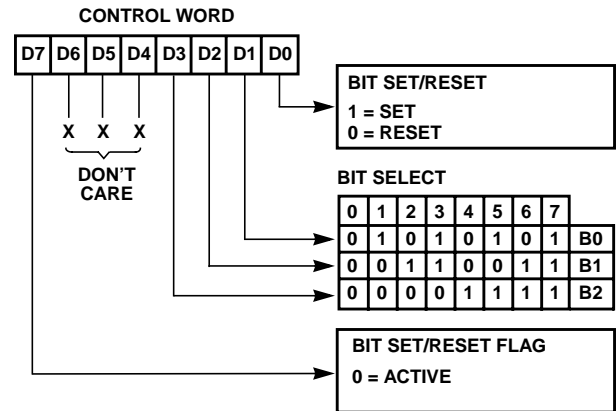 CONTROL WORD
D7 D6 D5 D4 D3 D2 D1 D0
BIT SET/RESET
1 = SET
0 = RESET
X X X
DON'T
CARE
BIT SELECT
0 1 2 3 4 5 6 7
0 1 0 1 0 1 0 1 B0
0 0 1 1 0 0 1 1 B1
0 0 0 0 1 1 1 1 B2
BIT SET/RESET FLAG
0 = ACTIVE